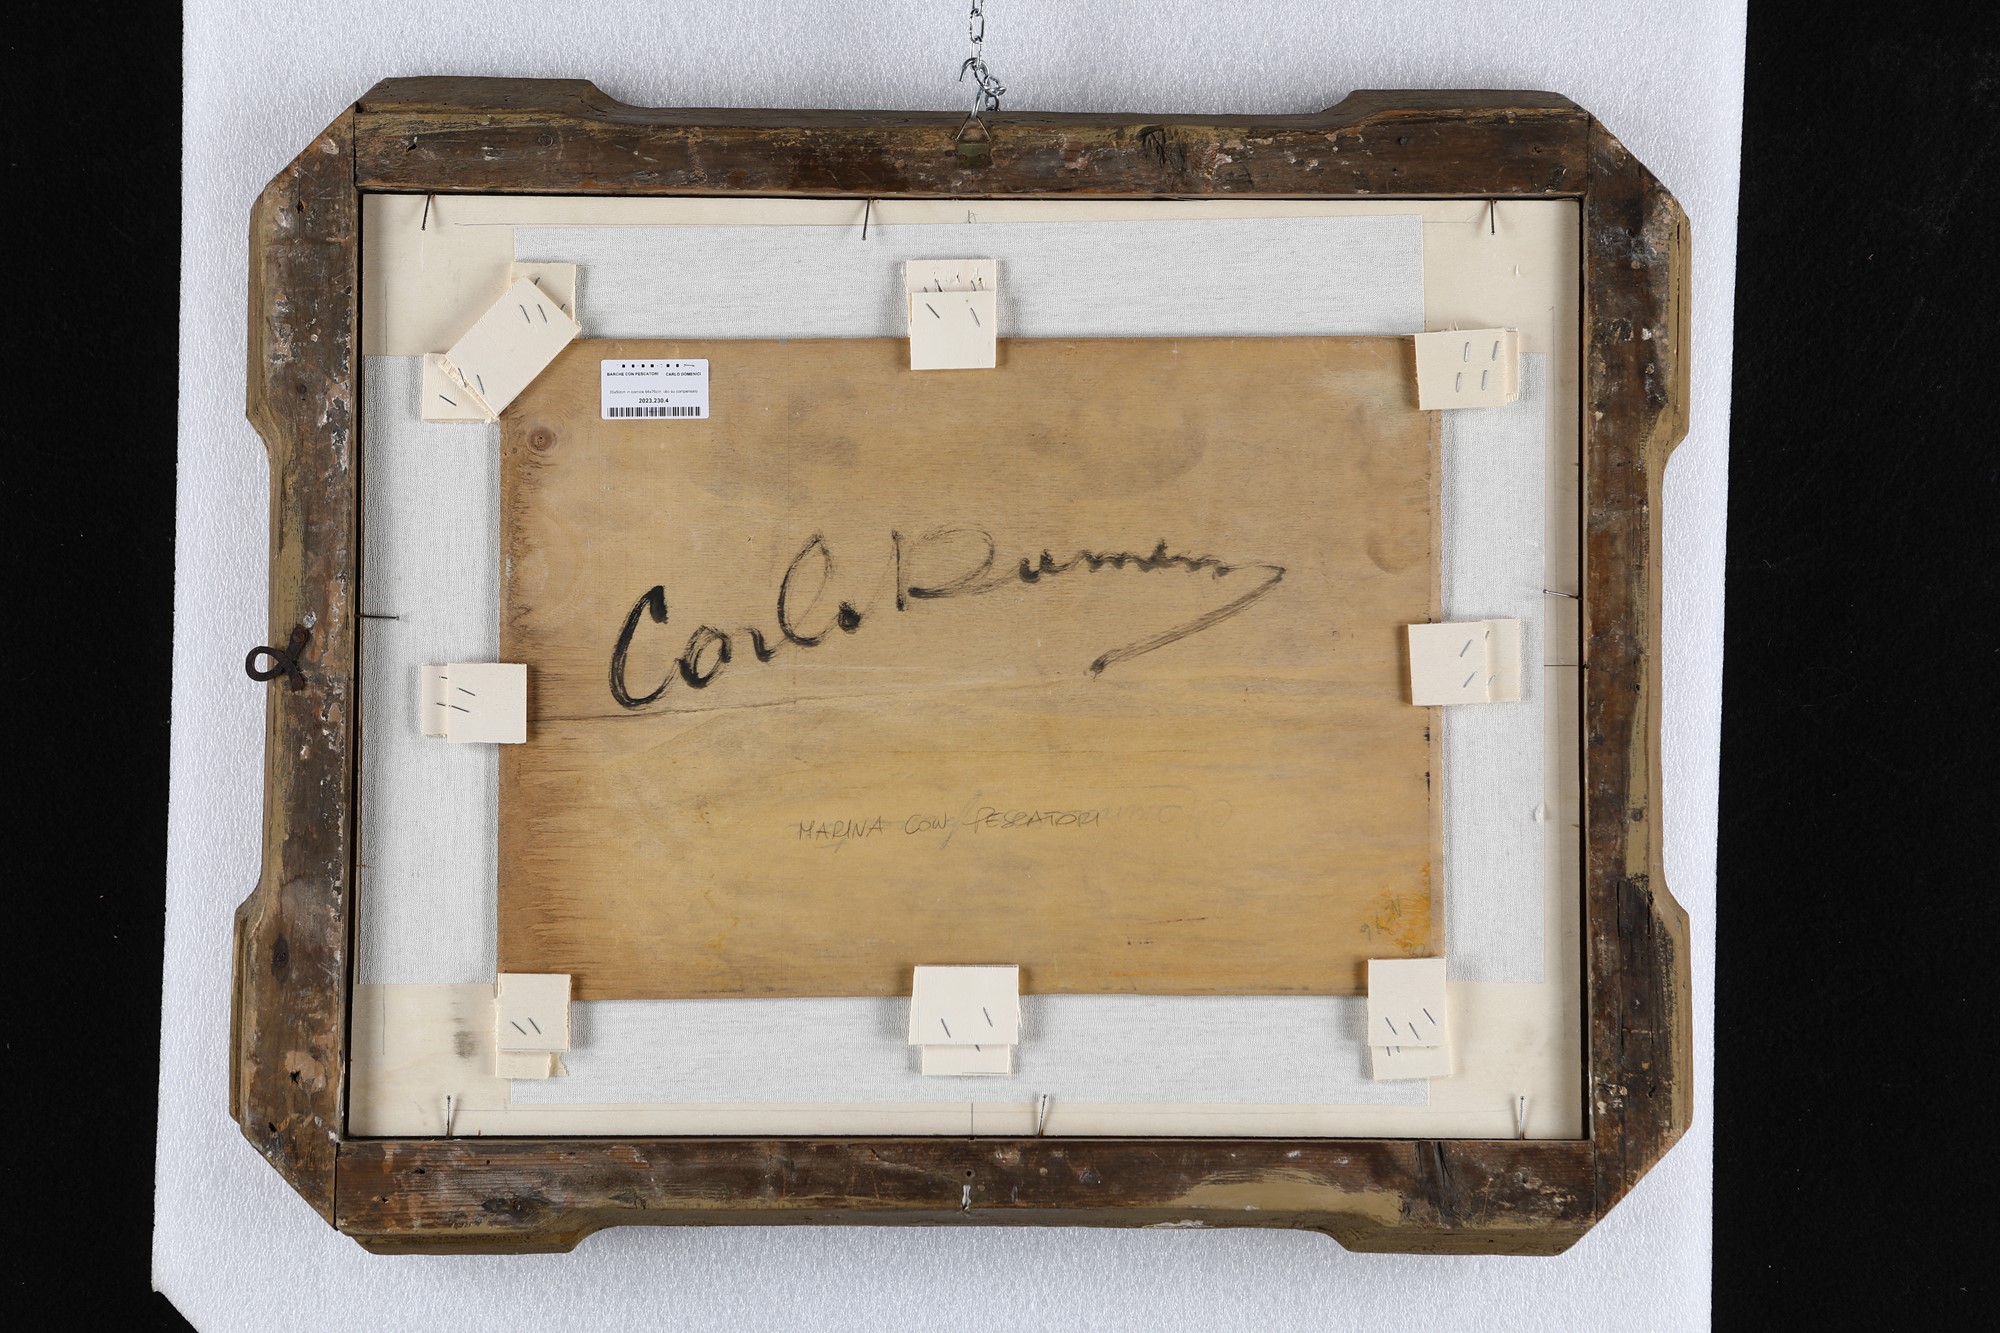 BARCHE CON PESCATORI CARLO DOMENICI
2023.230.4
Carlo Domenici
MARINA CON PESCATORI